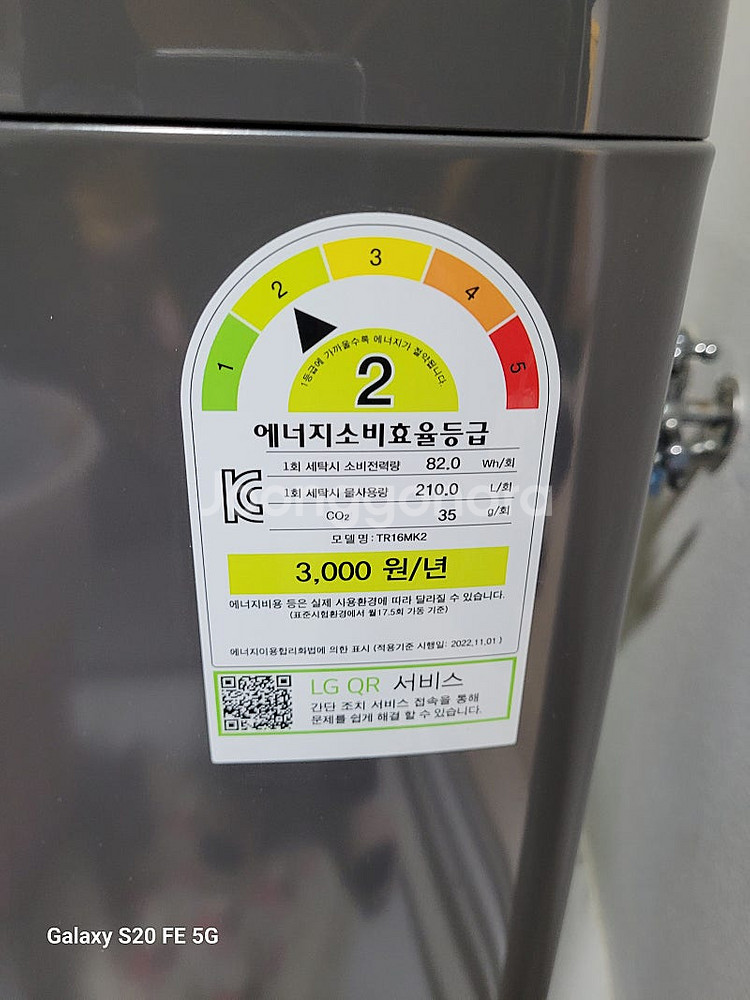 1 2 3 4 5
1등급에 가까울수록 에너지가 절약됩니다.
2
에너지소비효율등급
1회 세탁시 소비전력량 82.0 Wh/회
1회 세탁시 물사용량 210.0 L/회
CO₂ 35 g/회
모델명 : TR16MK2
3,000 원/년
에너지비용 등은 실제 사용환경에 따라 달라질 수 있습니다.
(표준시험환경에서 월17.5회 가동 기준)
에너지이용합리화법에 의한 표시 (적용기준 시행일: 2022.11.01)
LG QR 서비스
간단 조치 서비스 접속을 통해
문제를 쉽게 해결 할 수 있습니다.
Galaxy S20 FE 5G